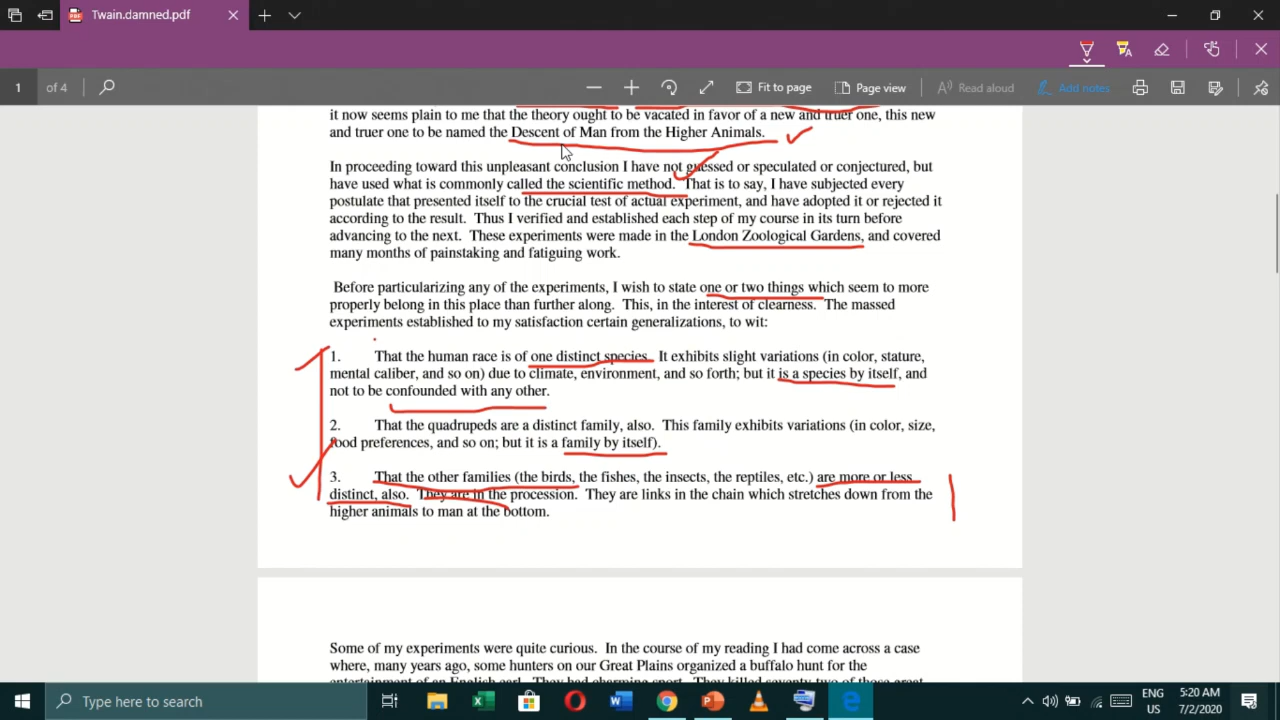 Twain.damned.pdf
1 of 4
Fit to page
Page view
Read aloud
Add notes
it now seems plain to me that the theory ought to be vacated in favor of a new and truer one, this new
and truer one to be named the Descent of Man from the Higher Animals.
In proceeding toward this unpleasant conclusion I have not guessed or speculated or conjectured, but
have used what is commonly called the scientific method. That is to say, I have subjected every
postulate that presented itself to the crucial test of actual experiment, and have adopted it or rejected it
according to the result. Thus I verified and established each step of my course in its turn before
advancing to the next. These experiments were made in the London Zoological Gardens, and covered
many months of painstaking and fatiguing work.
Before particularizing any of the experiments, I wish to state one or two things which seem to more
properly belong in this place than further along. This, in the interest of clearness. The massed
experiments established to my satisfaction certain generalizations, to wit:
1. That the human race is of one distinct species. It exhibits slight variations (in color, stature,
mental caliber, and so on) due to climate, environment, and so forth; but it is a species by itself, and
not to be confounded with any other.
2. That the quadrupeds are a distinct family, also. This family exhibits variations (in color, size,
food preferences, and so on; but it is a family by itself).
3. That the other families (the birds, the fishes, the insects, the reptiles, etc.) are more or less
distinct, also. They are in the procession. They are links in the chain which stretches down from the
higher animals to man at the bottom.
Some of my experiments were quite curious. In the course of my reading I had come across a case
where, many years ago, some hunters on our Great Plains organized a buffalo hunt for the
entertainment of an English earl. They had charming sport. They killed seventy-two of those great
Type here to search
ENG
US
5:20 AM
7/2/2020